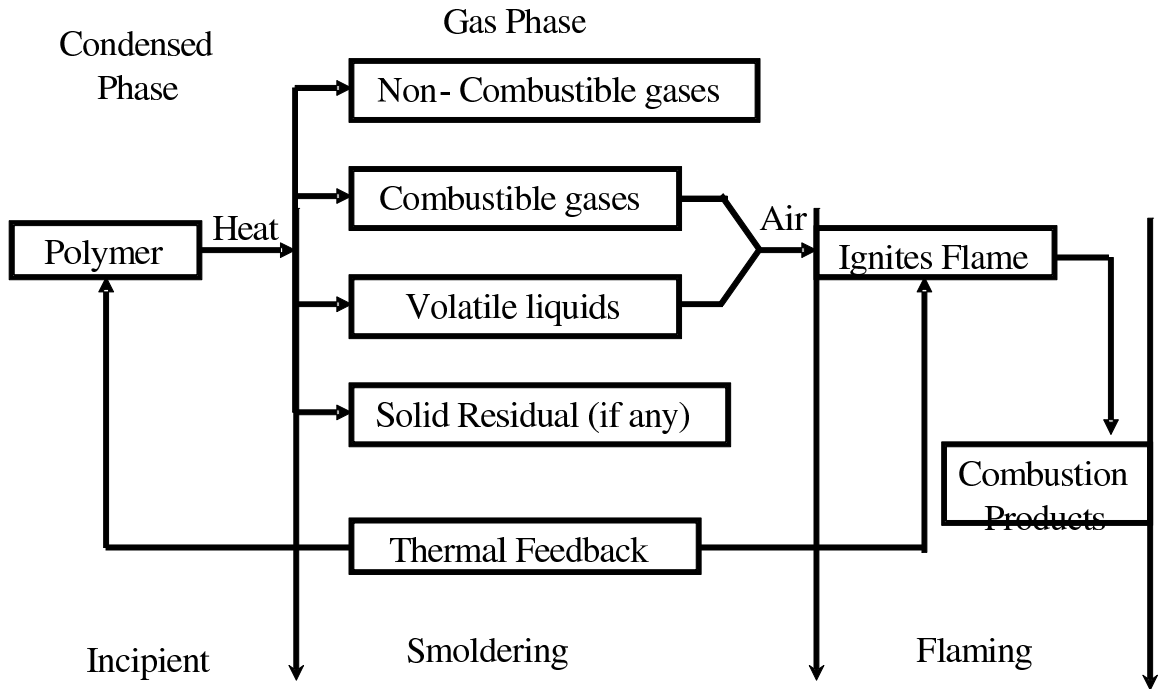 Gas Phase
Condensed
Phase
Non- Combustible gases
Combustible gases
Heat
Air
Polymer
Ignites Flame
Volatile liquids
Solid Residual (if any)
Combustion
Products
Thermal Feedback
Incipient
Smoldering
Flaming